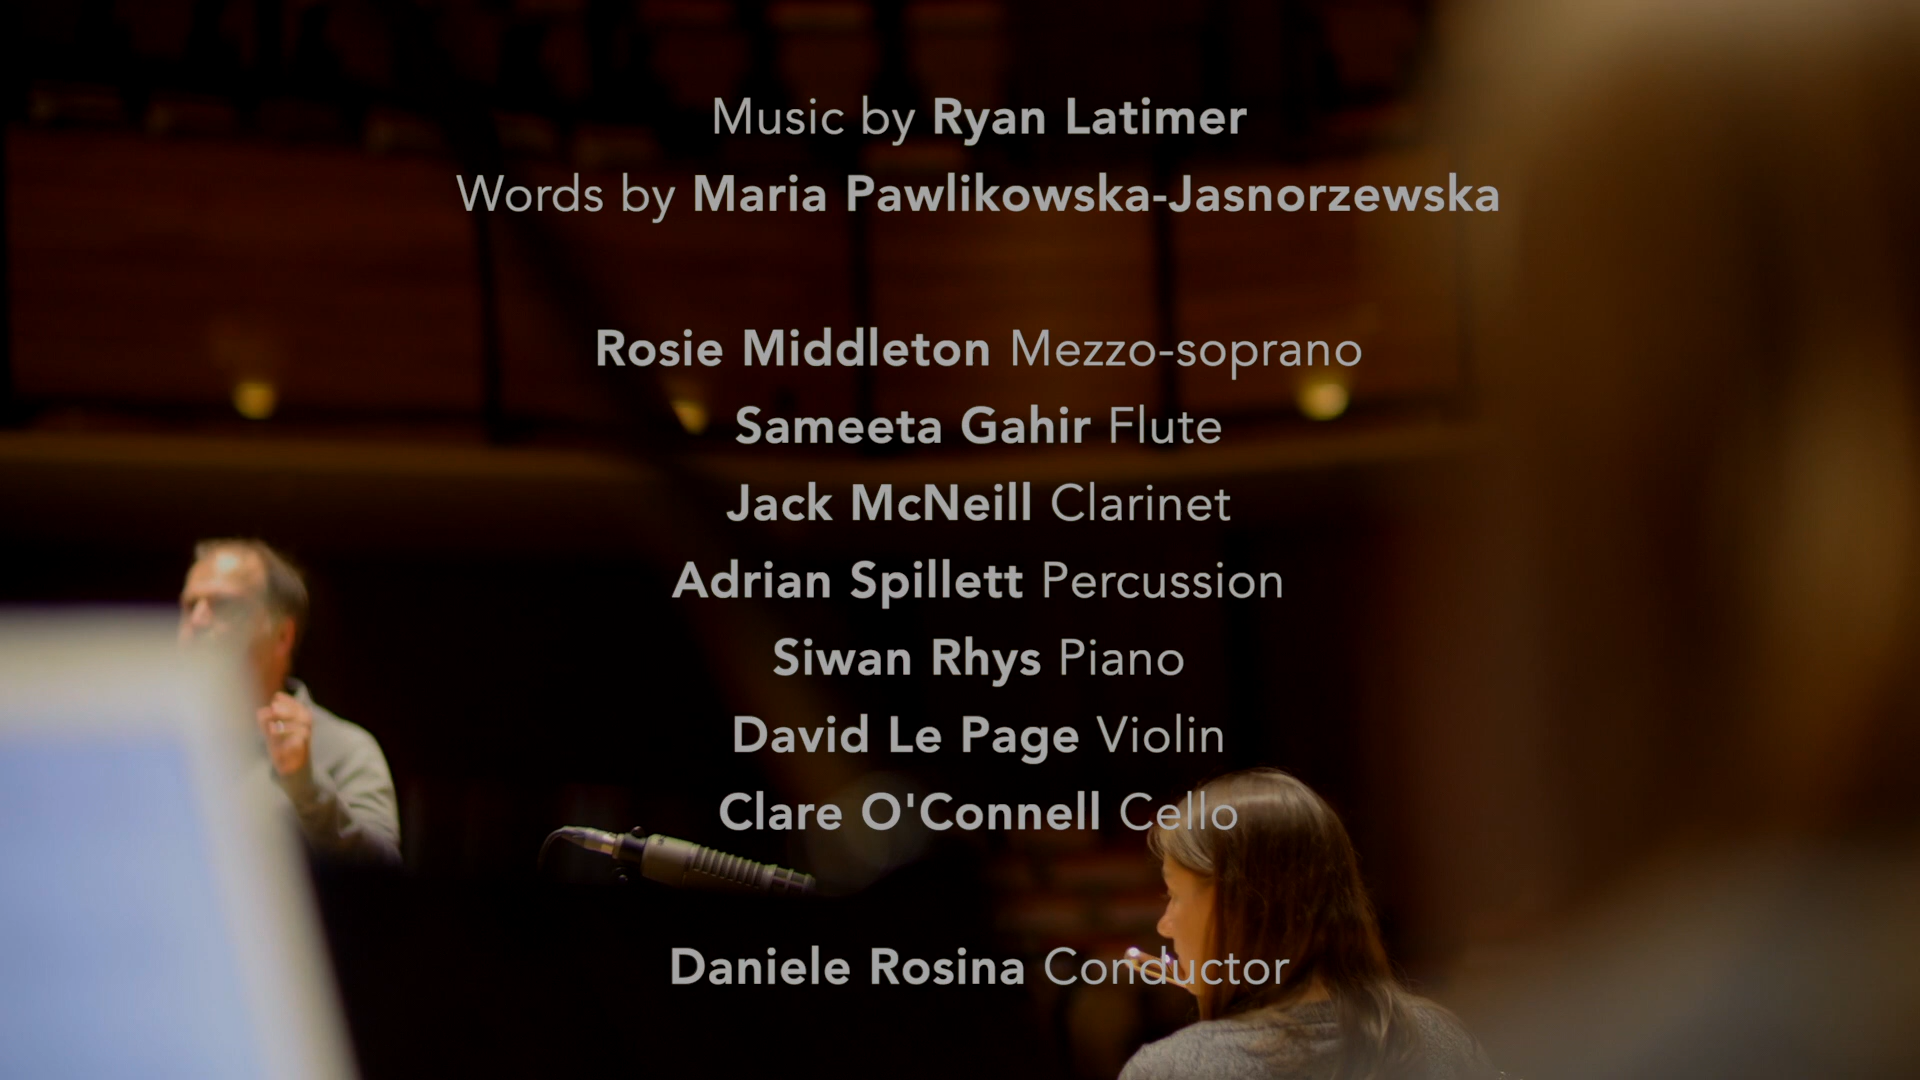 Music by Ryan Latimer
Words by Maria Pawlikowska-Jasnorzewska
Rosie Middleton Mezzo-soprano
Sameeta Gahir Flute
Jack McNeill Clarinet
Adrian Spillett Percussion
Siwan Rhys Piano
David Le Page Violin
Clare O'Connell Cello
Daniele Rosina Conductor